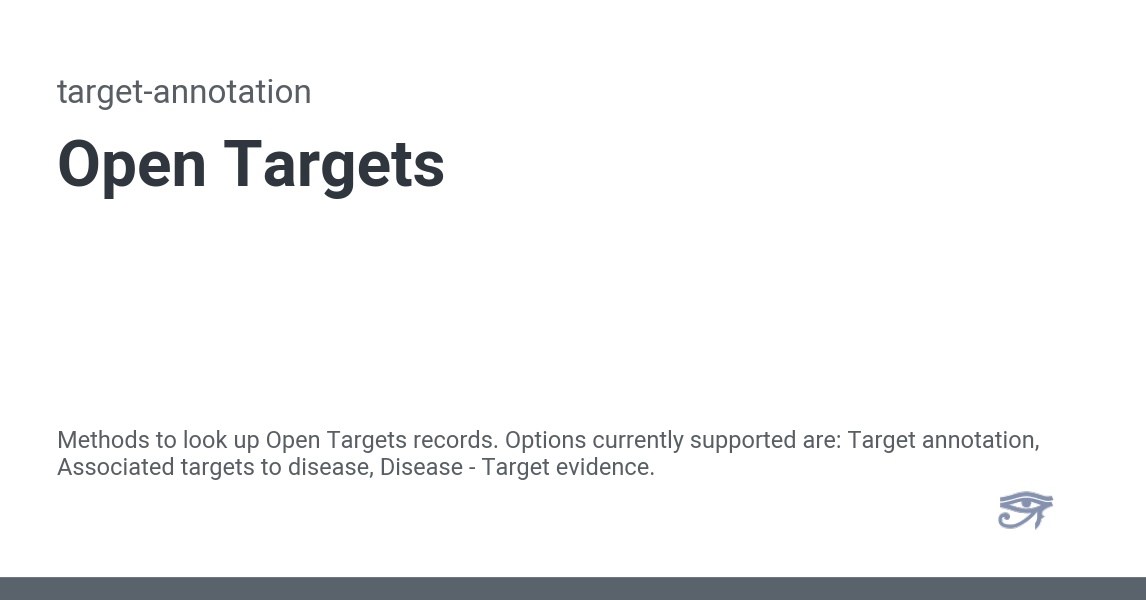 target-annotation
Open Targets
Methods to look up Open Targets records. Options currently supported are: Target annotation,
Associated targets to disease, Disease - Target evidence.